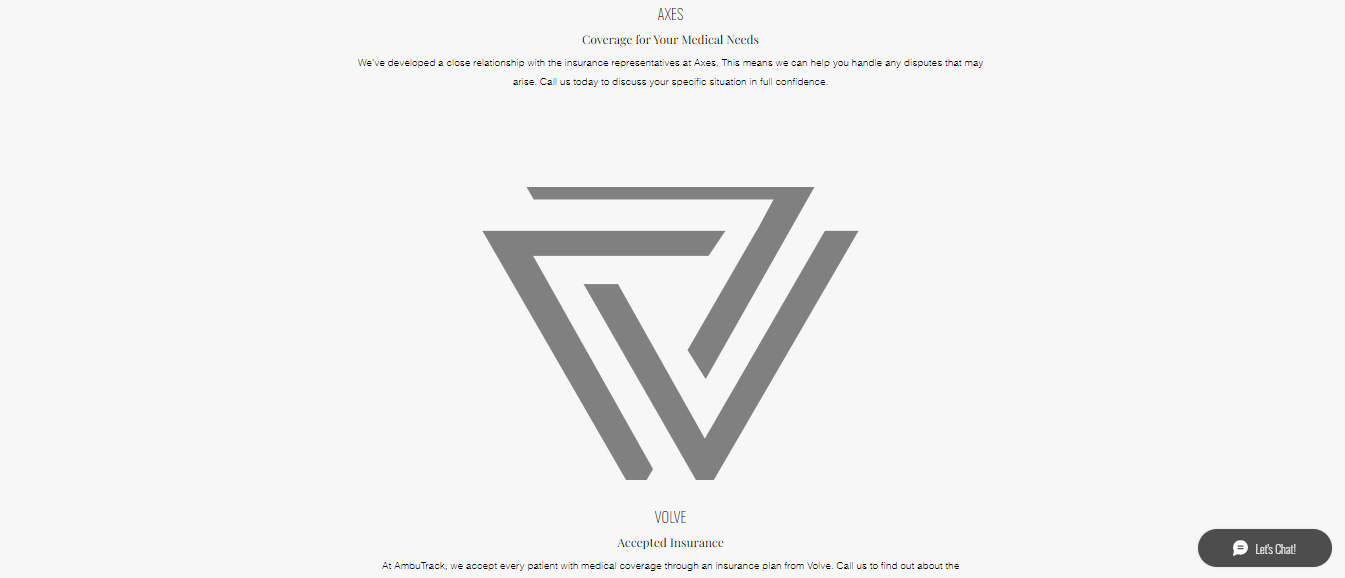 AXES
Coverage for Your Medical Needs
We've developed a close relationship with the insurance representatives at Axes. This means we can help you handle any disputes that may
arise. Call us today to discuss your specific situation in full confidence.
VOLVE
Accepted Insurance
Let's Chat!
At AmbuTrack, we accept every patient with medical coverage through an insurance plan from Volve. Call us to find out about the